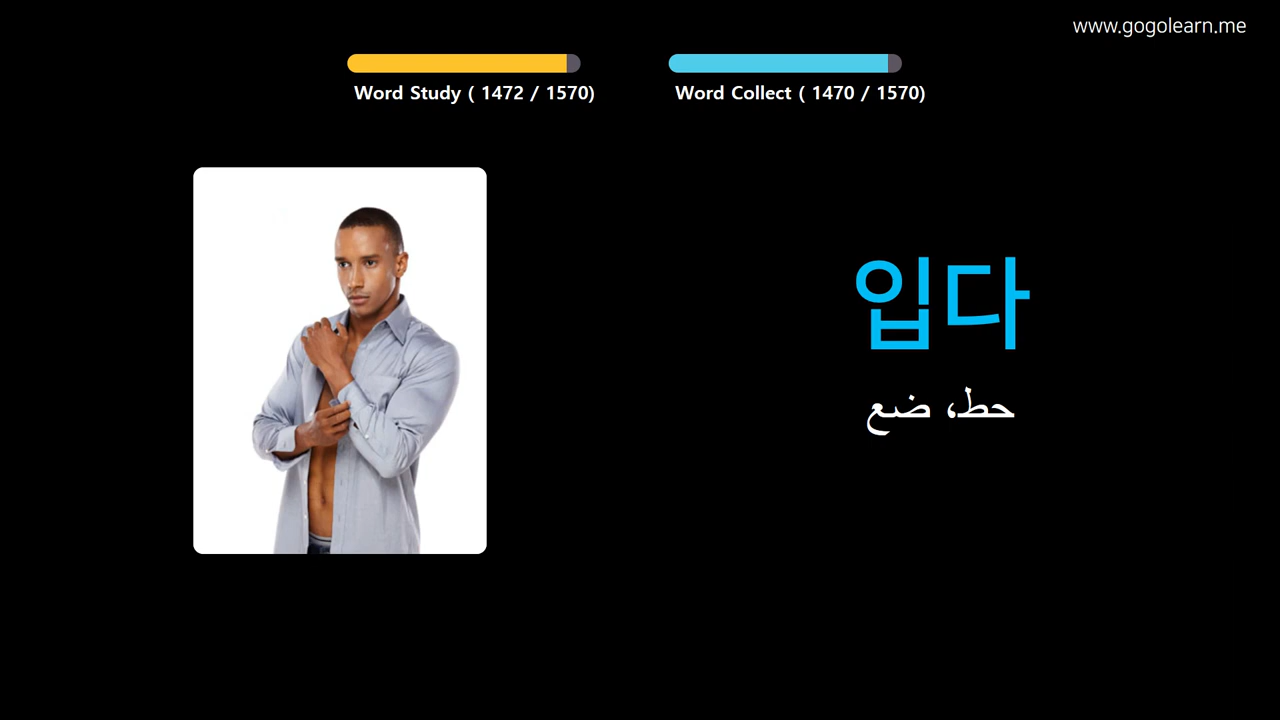 www.gogolearn.me
Word Study ( 1472 / 1570)
Word Collect ( 1470 / 1570)
입다
حط، ضع